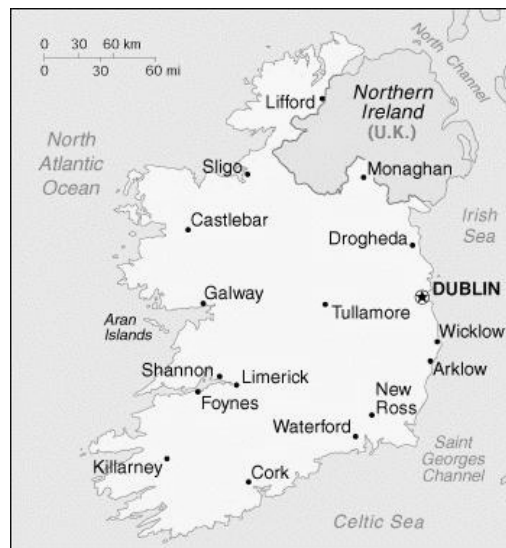 0 30 60 km
0 30 60 mi
North Channel
Lifford
Northern
Ireland
(U.K.)
North
Atlantic
Ocean
Sligo
Monaghan
Castlebar
Irish
Sea
Drogheda
DUBLIN
Galway
Tullamore
Aran
Islands
Wicklow
Shannon
Limerick
Arklow
Foynes
New
Ross
Waterford
Saint
Georges
Channel
Killarney
Cork
Celtic Sea